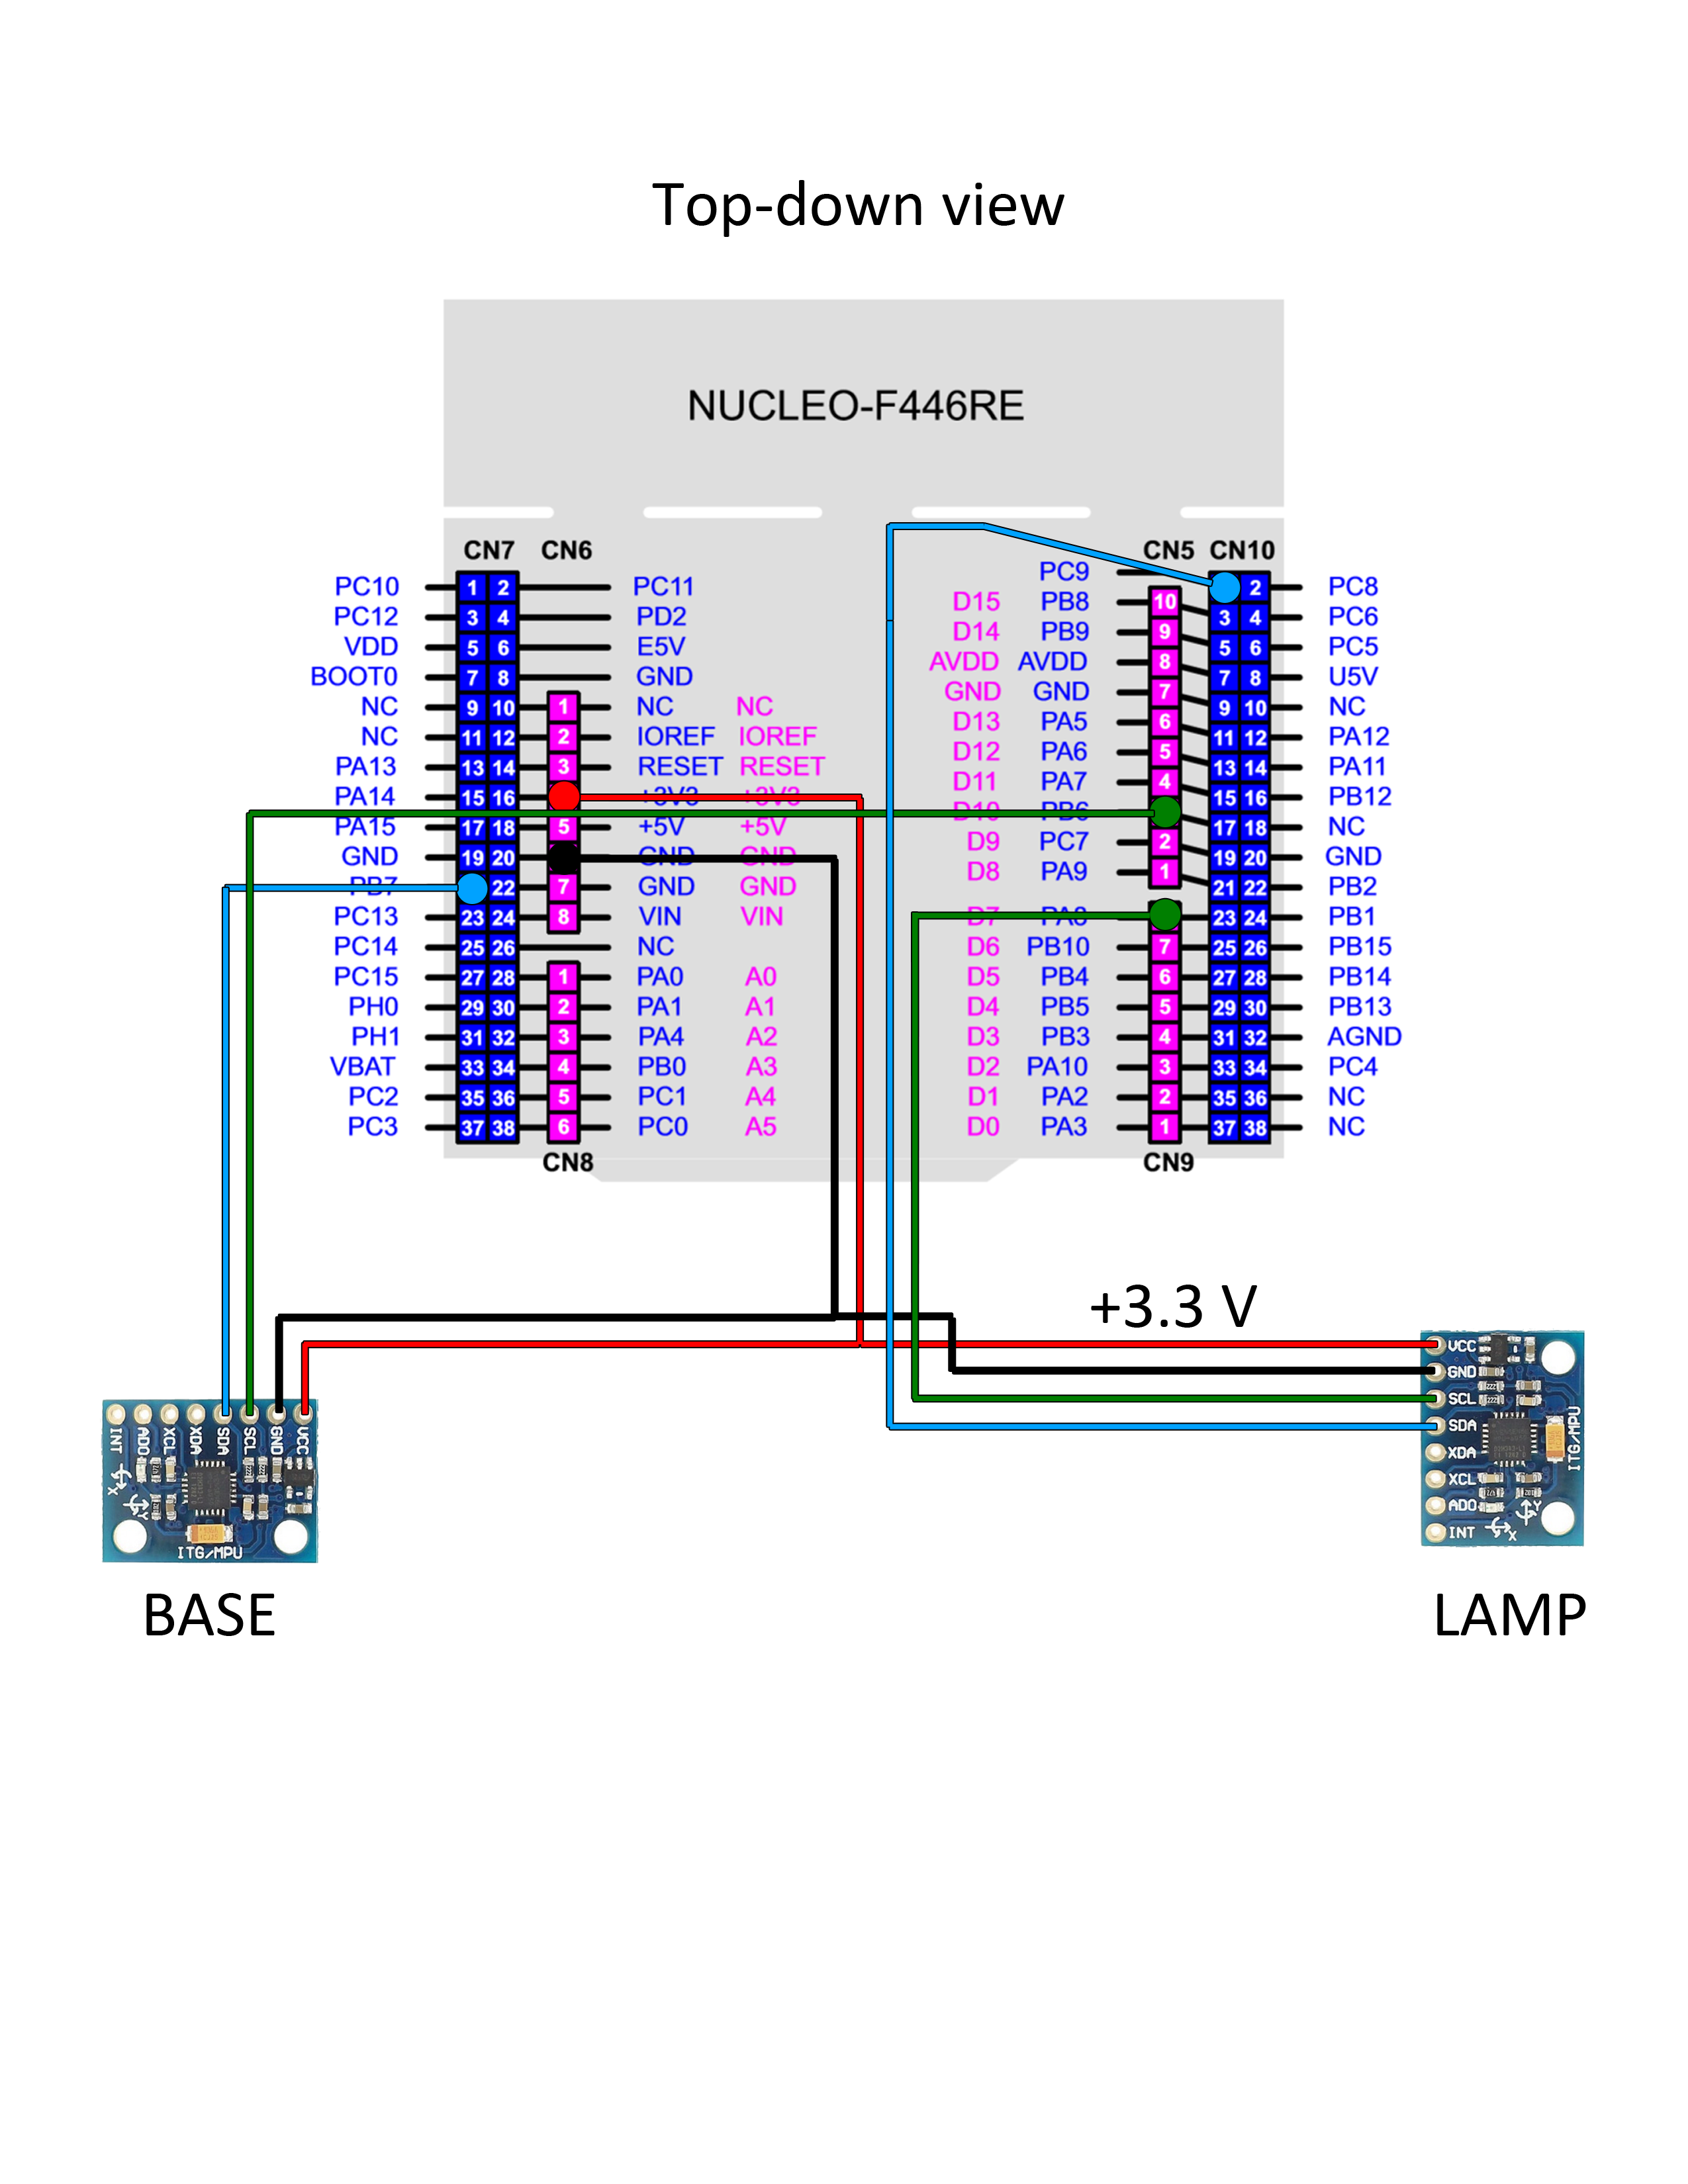 Top-down view
NUCLEO-F446RE
CN7 CN6 CN5 CN10
PC9
PC10 1 2 PC11 2 PC8
D15 PB8 10
PC12 3 4 PD2 3 4 PC6
D14 PB9 9
VDD 5 6 E5V 5 6 PC5
AVDD AVDD 8
BOOT0 7 8 GND 7 8 U5V
GND GND 7
NC 9 10 1 NC NC 9 10 NC
D13 PA5 6
NC 11 12 2 IOREF IOREF 11 12 PA12
D12 PA6 5
PA13 13 14 3 RESET RESET 13 14 PA11
D11 PA7 4
PA14 15 16 +3V3 +3V3 15 16 PB12
D10 PB6
PA15 17 18 5 +5V +5V 17 18 NC
D9 PC7 2
GND 19 20 GND GND 19 20 GND
D8 PA9 1
PB7 22 7 GND GND 21 22 PB2
PC13 23 24 8 VIN VIN D7 PA8 23 24 PB1
PC14 25 26 NC D6 PB10 7 25 26 PB15
PC15 27 28 1 PA0 A0 D5 PB4 6 27 28 PB14
PH0 29 30 2 PA1 A1 D4 PB5 5 29 30 PB13
PH1 31 32 3 PA4 A2 D3 PB3 4 31 32 AGND
VBAT 33 34 4 PB0 A3 D2 PA10 3 33 34 PC4
PC2 35 36 5 PC1 A4 D1 PA2 2 35 36 NC
PC3 37 38 6 PC0 A5 D0 PA3 1 37 38 NC
CN8 CN9
+3.3 V
VCC
GND
SCL
SDA
XDA
XCL
ADO
INT
X
Y
ITG/MPU
INT
ADO
XCL
XDA
SDA
SCL
GND
VCC
X
Y
ITG/MPU
BASE
LAMP